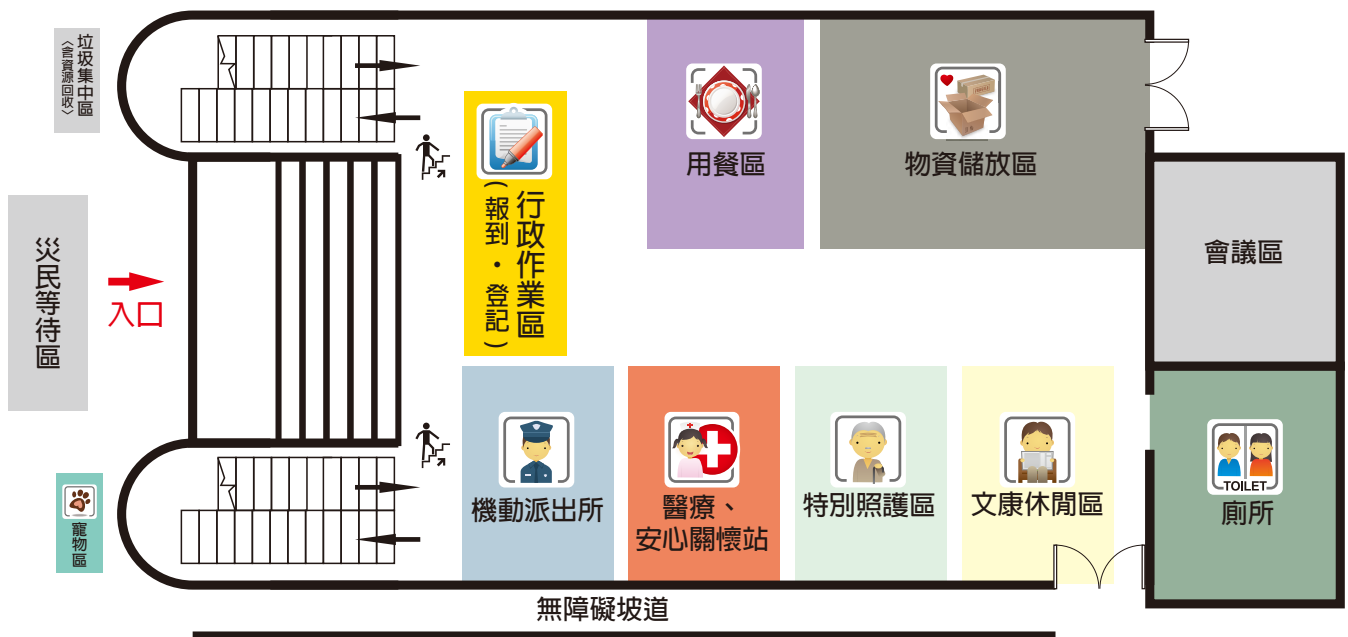 垃圾集中區
〈含資源回收〉
用餐區
物資儲放區
行政作業區
(報到・登記)
災民等待區
入口
會議區
機動派出所
醫療、
安心關懷站
特別照護區
文康休閒區
TOILET
廁所
寵物區
無障礙坡道